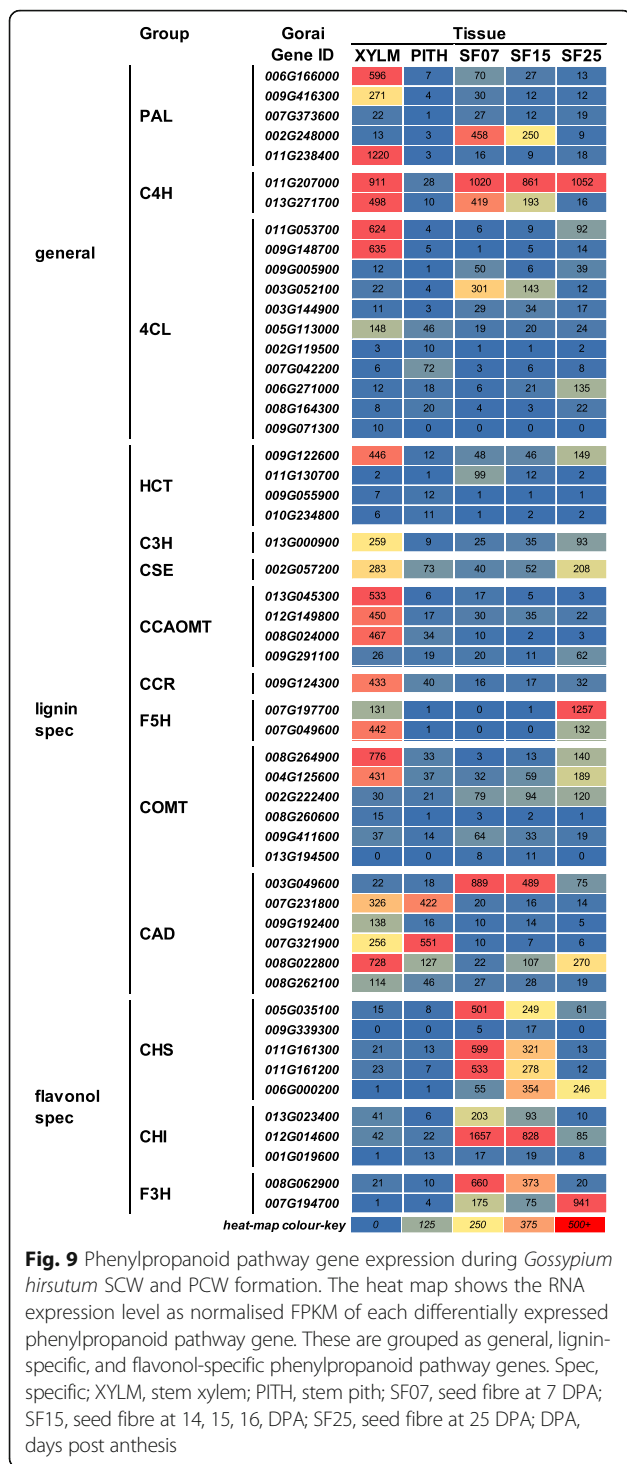 Group Gorai Tissue
Gene ID XYLM PITH SF07 SF15 SF25
general
PAL
006G166000 596 7 70 27 13
009G416300 271 4 30 12 12
007G373600 22 1 27 12 19
002G248000 13 3 458 250 9
011G238400 1220 3 16 9 18
C4H
011G207000 911 28 1020 861 1052
013G271700 498 10 419 193 16
4CL
011G053700 624 4 6 9 92
009G148700 635 5 1 5 14
009G005900 12 1 50 6 39
003G052100 22 4 301 143 12
003G144900 11 3 29 34 17
005G113000 148 46 19 20 24
002G119500 3 10 1 1 2
007G042200 6 72 3 6 8
006G271000 12 18 6 21 135
008G164300 8 20 4 3 22
009G071300 10 0 0 0 0
lignin
spec
HCT
009G122600 446 12 48 46 149
011G130700 2 1 99 12 2
009G055900 7 12 1 1 1
010G234800 6 11 1 2 2
C3H 013G000900 259 9 25 35 93
CSE 002G057200 283 73 40 52 208
CCAOMT
013G045300 533 6 17 5 3
012G149800 450 17 30 35 22
008G024000 467 34 10 2 3
009G291100 26 19 20 11 62
CCR 009G124300 433 40 16 17 32
F5H
007G197700 131 1 0 1 1257
007G049600 442 1 0 0 132
COMT
008G264900 776 33 3 13 140
004G125600 431 37 32 59 189
002G222400 30 21 79 94 120
008G260600 15 1 3 2 1
009G411600 37 14 64 33 19
013G194500 0 0 8 11 0
CAD
003G049600 22 18 889 489 75
007G231800 326 422 20 16 14
009G192400 138 16 10 14 5
007G321900 256 551 10 7 6
008G022800 728 127 22 107 270
008G262100 114 46 27 28 19
flavonol
spec
CHS
005G035100 15 8 501 249 61
009G339300 0 0 5 17 0
011G161300 21 13 599 321 13
011G161200 23 7 533 278 12
006G000200 1 1 55 354 246
CHI
013G023400 41 6 203 93 10
012G014600 42 22 1657 828 85
001G019600 1 13 17 19 8
F3H
008G062900 21 10 660 373 20
007G194700 1 4 175 75 941
heat-map colour-key 0 125 250 375 500+
Fig. 9 Phenylpropanoid pathway gene expression during Gossypium
hirsutum SCW and PCW formation. The heat map shows the RNA
expression level as normalised FPKM of each differentially expressed
phenylpropanoid pathway gene. These are grouped as general, lignin-
specific, and flavonol-specific phenylpropanoid pathway genes. Spec,
specific; XYLM, stem xylem; PITH, stem pith; SF07, seed fibre at 7 DPA;
SF15, seed fibre at 14, 15, 16, DPA; SF25, seed fibre at 25 DPA; DPA,
days post anthesis